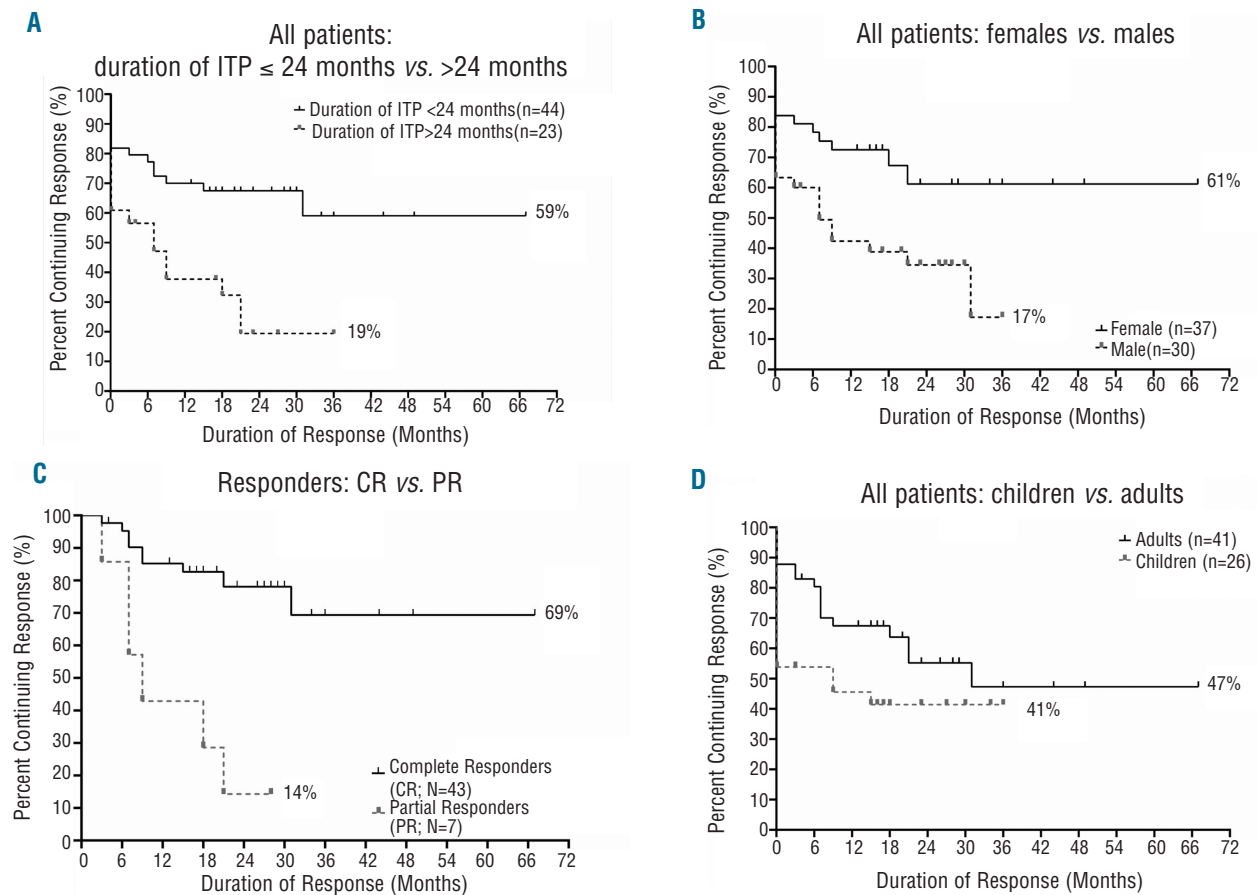 A
All patients:
duration of ITP ≤ 24 months vs. >24 months
Percent Continuing Response (%)
100
90
80
70
60
50
40
30
20
10
0
Duration of ITP <24 months(n=44)
Duration of ITP>24 months(n=23)
59%
19%
0 6 12 18 24 30 36 42 48 54 60 66 72
Duration of Response (Months)
B
All patients: females vs. males
Percent Continuing Response (%)
100
90
80
70
60
50
40
30
20
10
0
61%
17%
Female (n=37)
Male(n=30)
0 6 12 18 24 30 36 42 48 54 60 66 72
Duration of Response (Months)
C
Responders: CR vs. PR
Percent Continuing Response (%)
100
90
80
70
60
50
40
30
20
10
0
69%
14%
Complete Responders
(CR; N=43)
Partial Responders
(PR; N=7)
0 6 12 18 24 30 36 42 48 54 60 66 72
Duration of Response (Months)
D
All patients: children vs. adults
Percent Continuing Response (%)
100
90
80
70
60
50
40
30
20
10
0
Adults (n=41)
Children (n=26)
47%
41%
0 6 12 18 24 30 36 42 48 54 60 66 72
Duration of Response (Months)